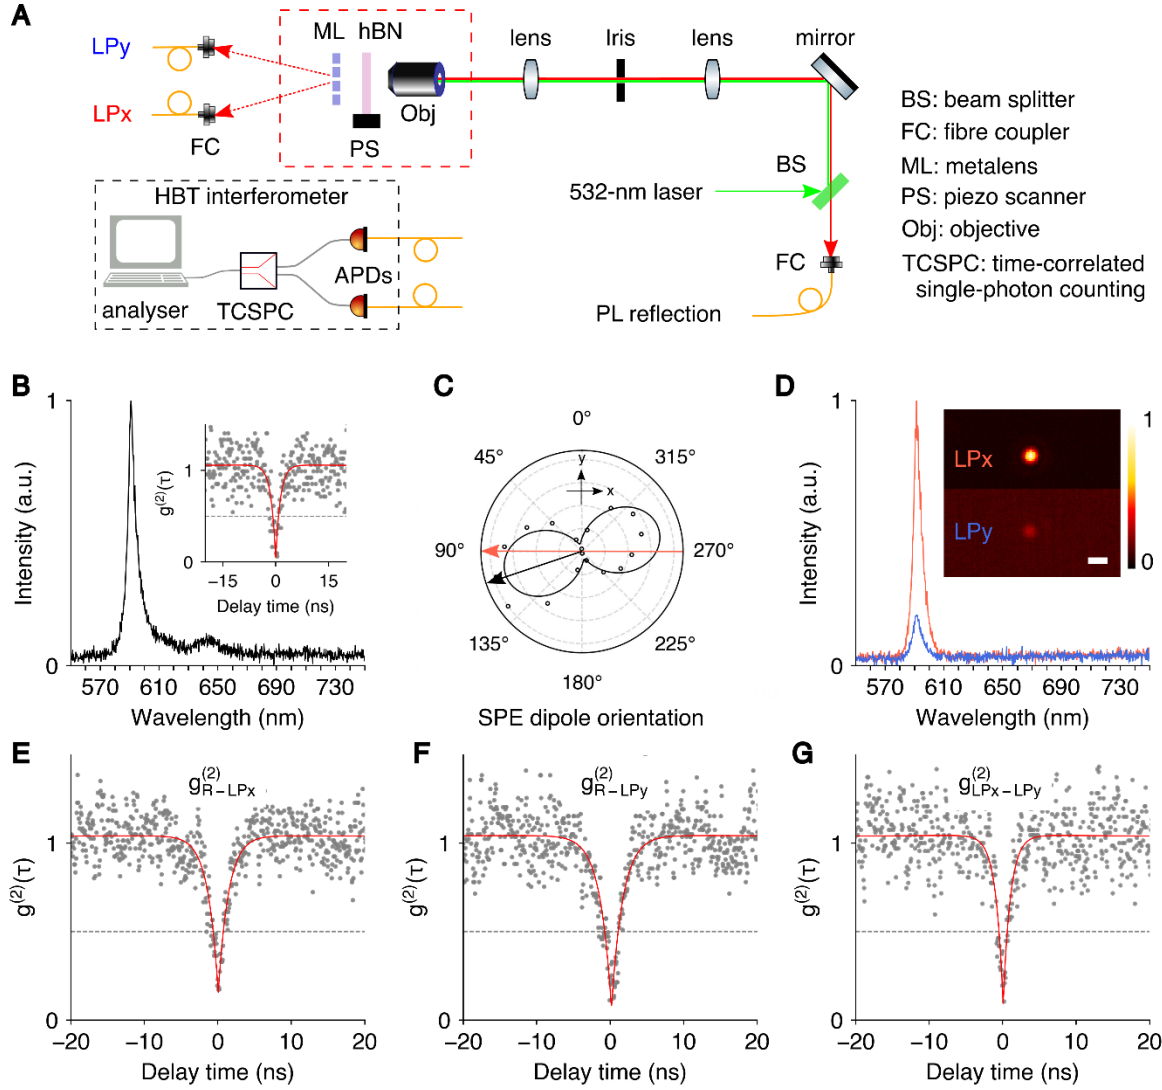 A
LPy
LPx
FC
ML hBN
Obj
PS
lens
Iris
lens
mirror
BS
532-nm laser
FC
PL reflection
BS: beam splitter
FC: fibre coupler
ML: metalens
PS: piezo scanner
Obj: objective
TCSPC: time-correlated
single-photon counting
HBT interferometer
analyser
TCSPC
APDs
B
1
Intensity (a.u.)
0
570 610 650 690 730
Wavelength (nm)
1
0
g(2)(τ)
−15 0 15
Delay time (ns)
C
0°
45°
315°
y
x
90°
270°
135°
225°
180°
SPE dipole orientation
D
1
Intensity (a.u.)
0
570 610 650 690 730
Wavelength (nm)
LPx
LPy
1
0
E
g(2)R−LPx
1
g(2)(τ)
0
−20 −10 0 10 20
Delay time (ns)
F
g(2)R−LPy
1
g(2)(τ)
0
−20 −10 0 10 20
Delay time (ns)
G
g(2)LPx−LPy
1
g(2)(τ)
0
−20 −10 0 10 20
Delay time (ns)